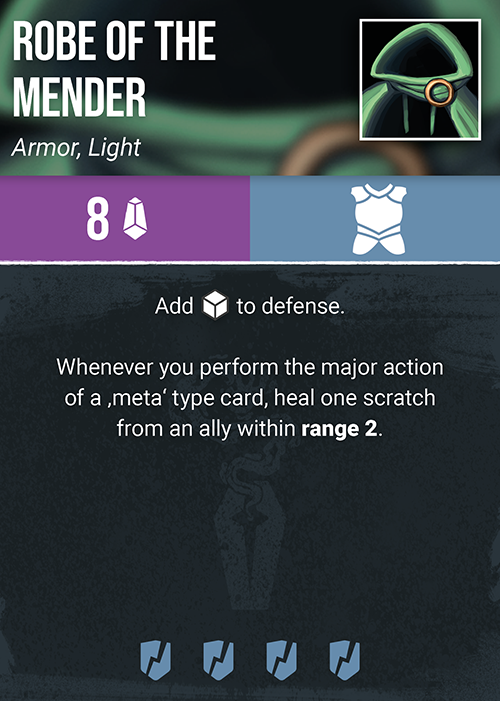 ROBE OF THE
MENDER
Armor, Light
8
Add to defense.
Whenever you perform the major action
of a ‚meta‘ type card, heal one scratch
from an ally within range 2.